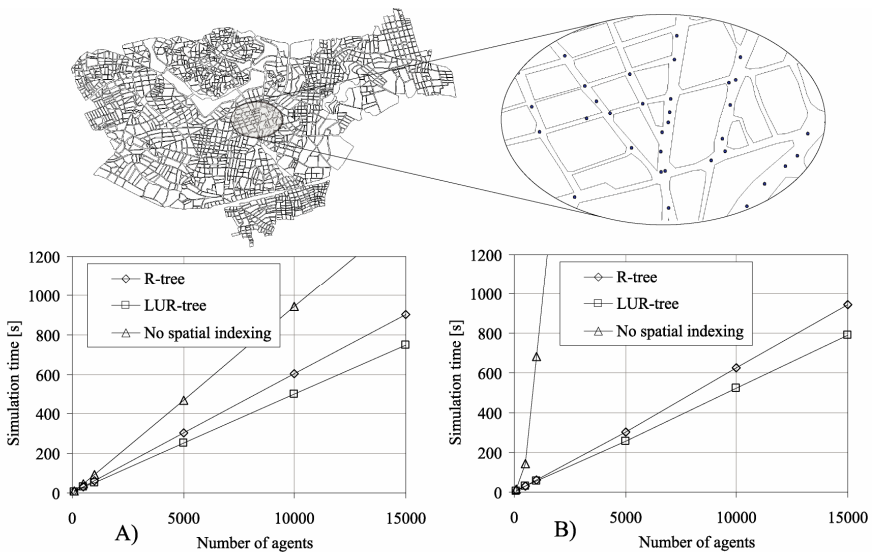 1200
1000
800
600
400
200
0
Simulation time [s]
R-tree
LUR-tree
No spatial indexing
0
5000
10000
15000
A)
Number of agents
1200
1000
800
600
400
200
0
Simulation time [s]
R-tree
LUR-tree
No spatial indexing
0
5000
10000
15000
B)
Number of agents